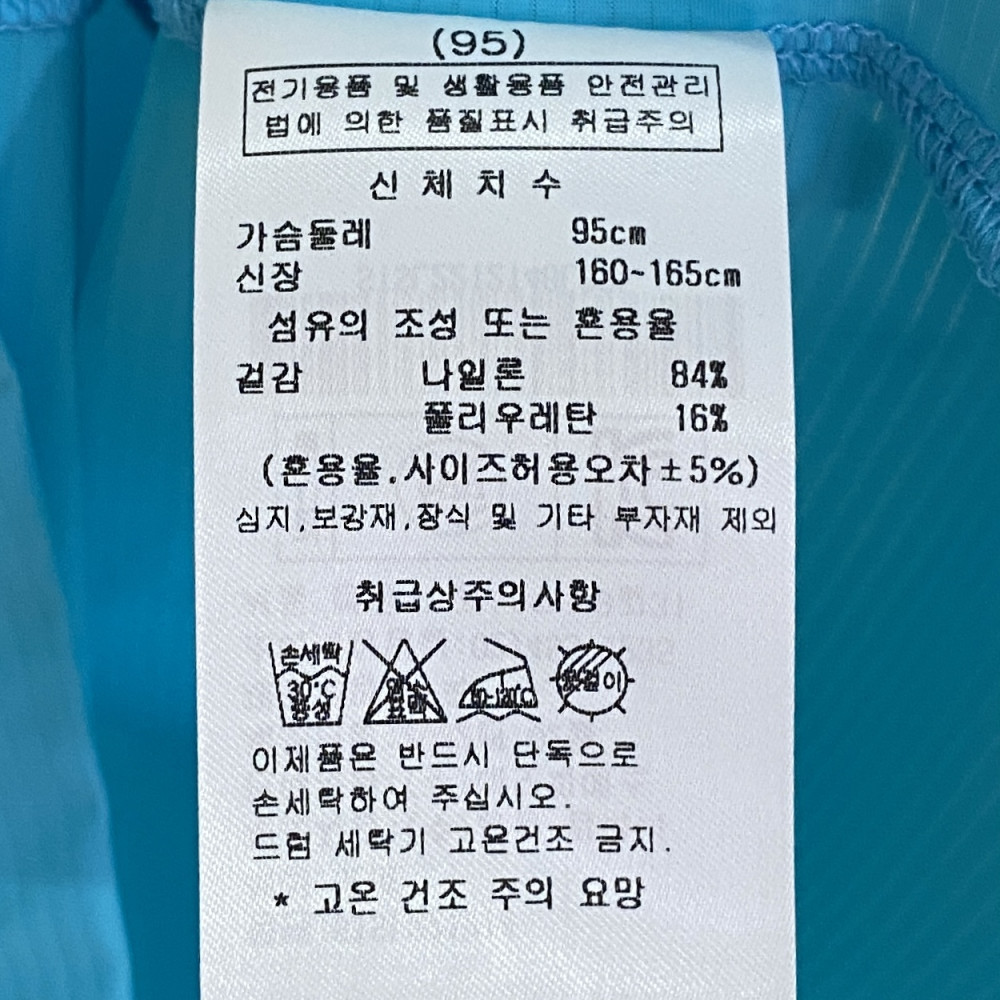 (95)
전기용품 및 생활용품 안전관리
법에 의한 품질표시 취급주의
신 체 치 수
가슴둘레 95cm
신장 160~165cm
섬유의 조성 또는 혼용율
겉감 나일론 84%
폴리우레탄 16%
(혼용율.사이즈허용오차±5%)
심지,보강재,장식 및 기타 부자재 제외
취급상주의사항
손세탁
30°C
중성
염소
표백
80~120°C
옷걸이
이제품은 반드시 단독으로
손세탁하여 주십시오.
드럼 세탁기 고온건조 금지.
* 고온 건조 주의 요망